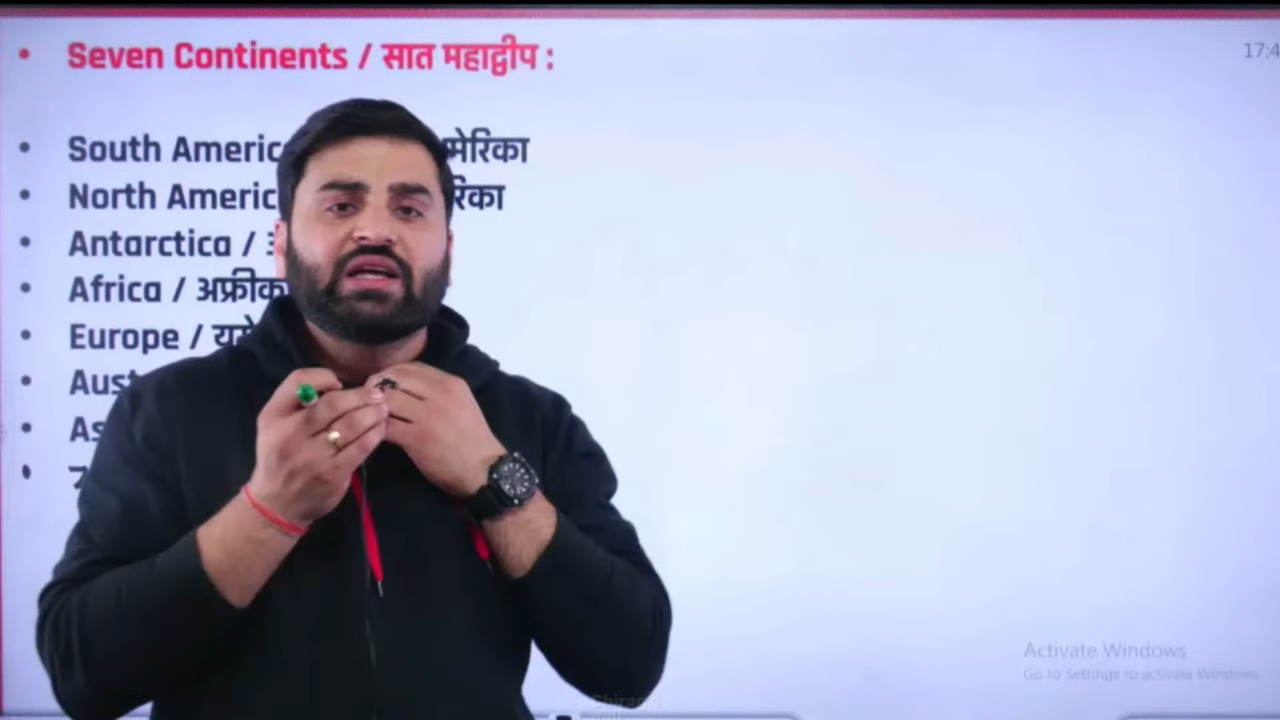 • Seven Continents / सात महाद्वीप :
17:4
• South Americ मेरिका
• North Americ रिका
• Antarctica /
• Africa / अफ्रीक
• Europe / यू
• Aust
• As
Activate Windows
Go to Settings to activate Windows.